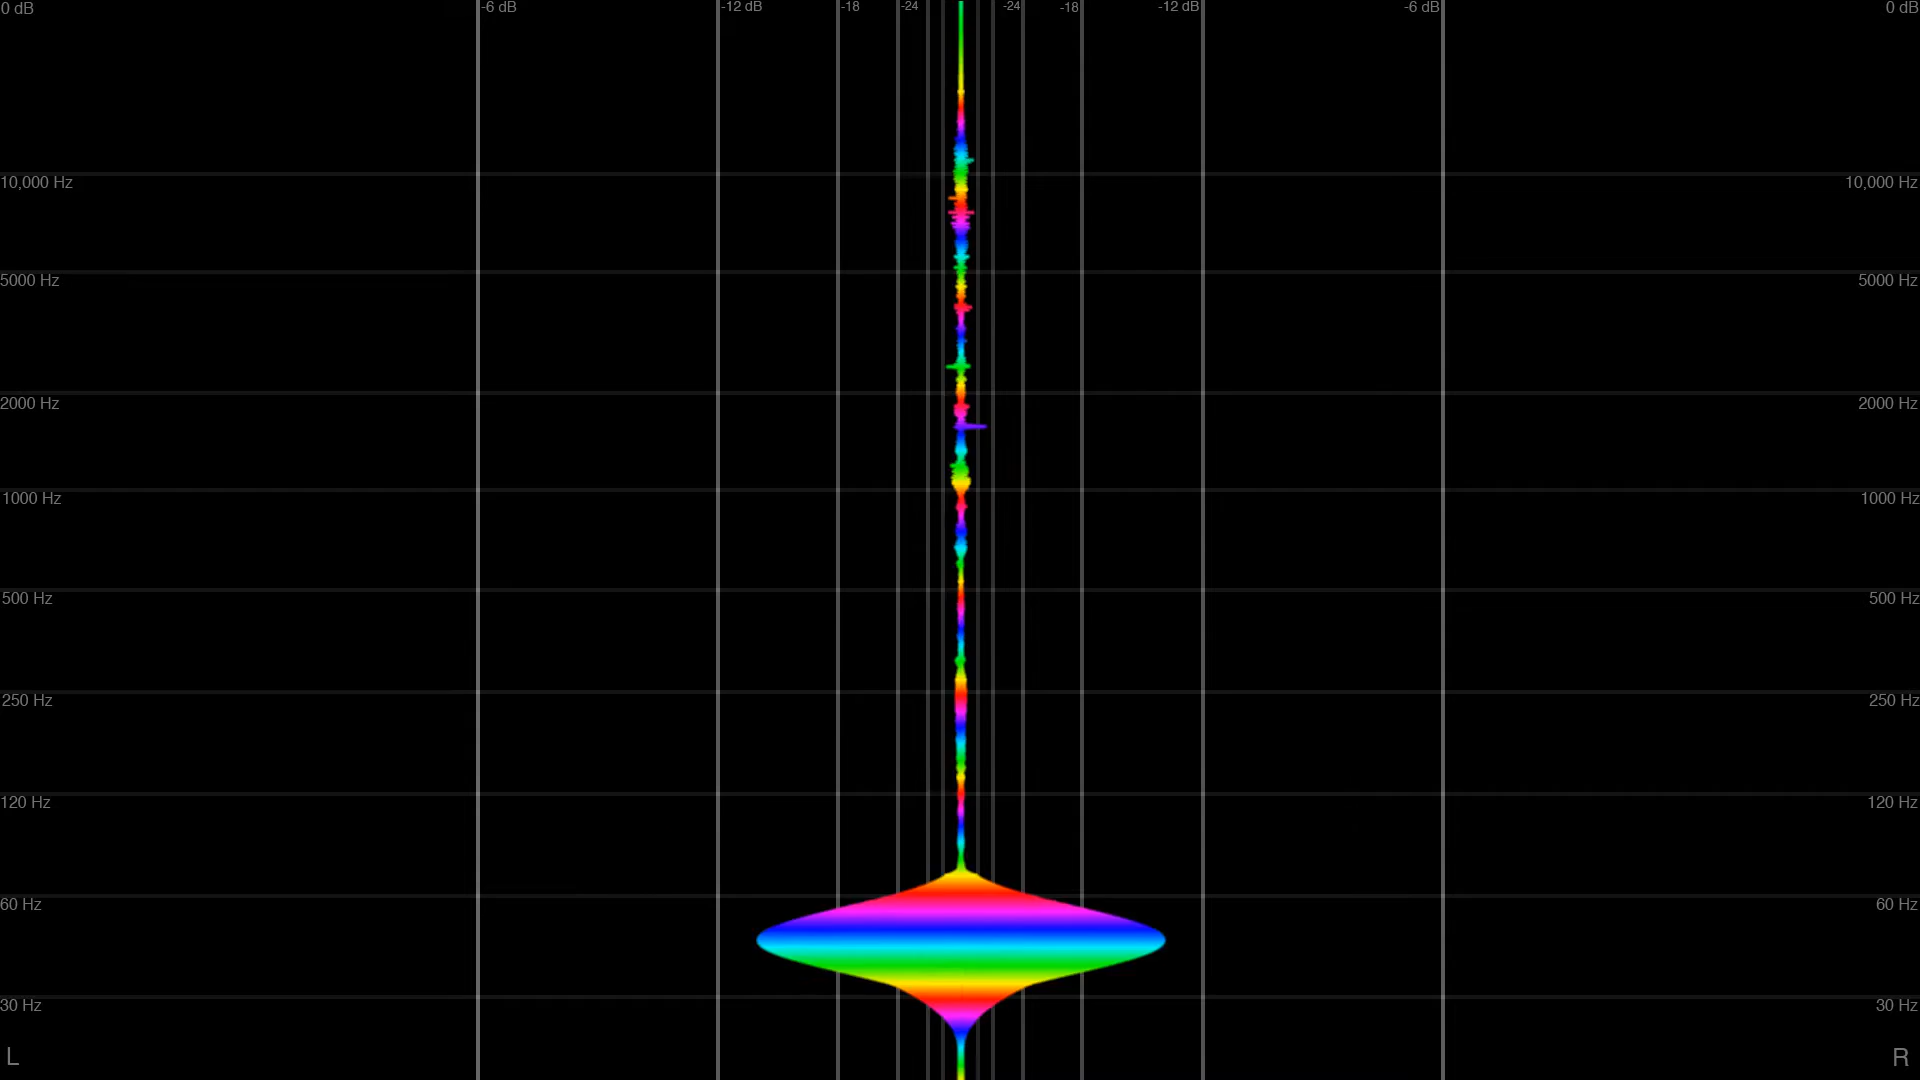 0 dB -6 dB -12 dB -18 -24 -24 -18 -12 dB -6 dB 0 dB
10,000 Hz 10,000 Hz
5000 Hz 5000 Hz
2000 Hz 2000 Hz
1000 Hz 1000 Hz
500 Hz 500 Hz
250 Hz 250 Hz
120 Hz 120 Hz
60 Hz 60 Hz
30 Hz 30 Hz
L R